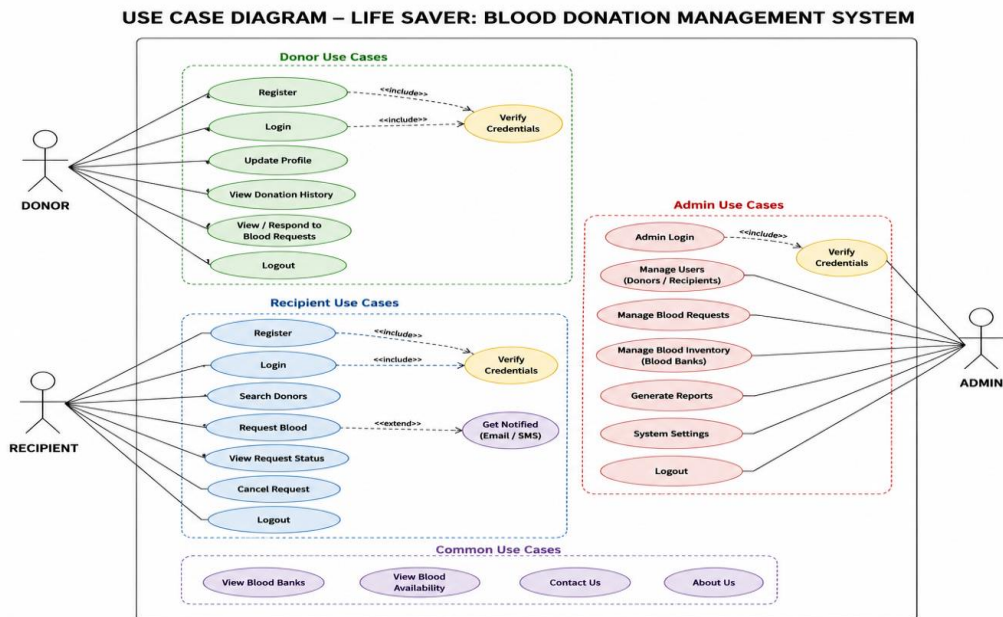 USE CASE DIAGRAM – LIFE SAVER: BLOOD DONATION MANAGEMENT SYSTEM
Donor Use Cases
Register
<<include>>
Verify
Credentials
Login
<<include>>
Update Profile
View Donation History
View / Respond to
Blood Requests
Logout
DONOR
Admin Use Cases
Admin Login
<<include>>
Verify
Credentials
Manage Users
(Donors / Recipients)
Manage Blood Requests
Manage Blood Inventory
(Blood Banks)
Generate Reports
System Settings
Logout
ADMIN
Recipient Use Cases
Register
<<include>>
Verify
Credentials
Login
<<include>>
Search Donors
Request Blood
<<extend>>
Get Notified
(Email / SMS)
View Request Status
Cancel Request
Logout
RECIPIENT
Common Use Cases
View Blood Banks
View Blood
Availability
Contact Us
About Us